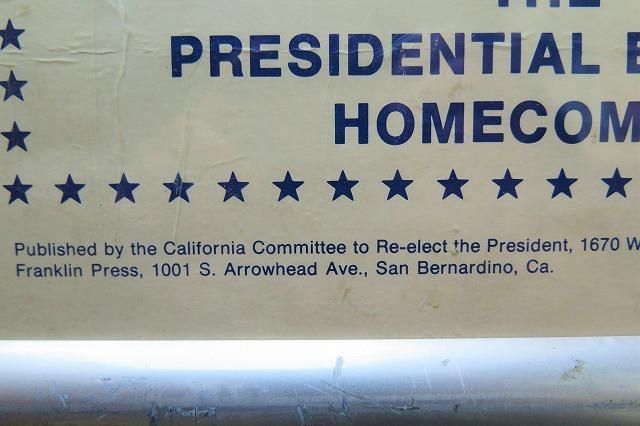 THE
PRESIDENTIAL
HOMECOM
Published by the California Committee to Re-elect the President, 1670 W
Franklin Press, 1001 S. Arrowhead Ave., San Bernardino, Ca.